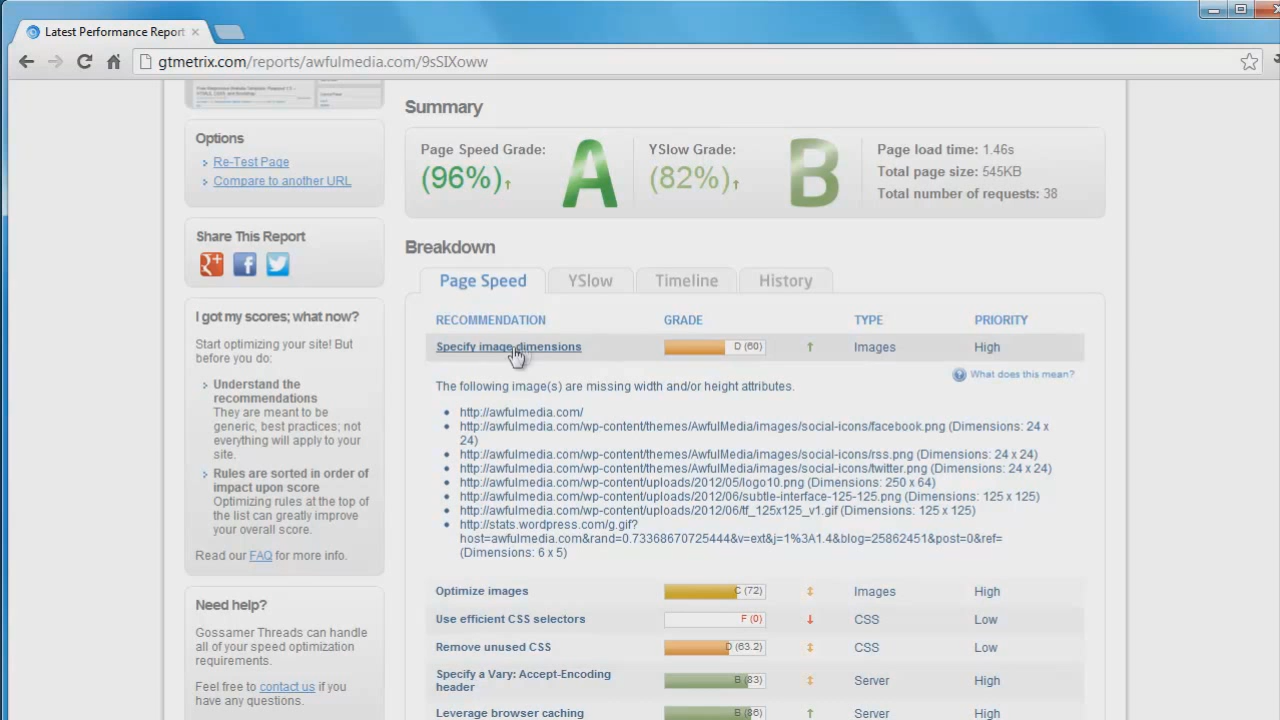 Latest Performance Report
gtmetrix.com/reports/awfulmedia.com/9sSIXoww
Options
Re-Test Page
Compare to another URL
Share This Report
I got my scores; what now?
Start optimizing your site! But
before you do:
Understand the
recommendations
They are meant to be
generic, best practices; not
everything will apply to your
site.
Rules are sorted in order of
impact upon score
Optimizing rules at the top of
the list can greatly improve
your overall score.
Read our FAQ for more info.
Need help?
Gossamer Threads can handle
all of your speed optimization
requirements.
Feel free to contact us if you
have any questions.
Summary
Page Speed Grade:
(96%) A
YSlow Grade:
(82%) B
Page load time: 1.46s
Total page size: 545KB
Total number of requests: 38
Breakdown
Page Speed YSlow Timeline History
RECOMMENDATION GRADE TYPE PRIORITY
Specify image dimensions D (60) Images High
What does this mean?
The following image(s) are missing width and/or height attributes.
http://awfulmedia.com/
http://awfulmedia.com/wp-content/themes/AwfulMedia/images/social-icons/facebook.png (Dimensions: 24 x
24)
http://awfulmedia.com/wp-content/themes/AwfulMedia/images/social-icons/rss.png (Dimensions: 24 x 24)
http://awfulmedia.com/wp-content/themes/AwfulMedia/images/social-icons/twitter.png (Dimensions: 24 x 24)
http://awfulmedia.com/wp-content/uploads/2012/05/logo10.png (Dimensions: 250 x 64)
http://awfulmedia.com/wp-content/uploads/2012/06/subtle-interface-125-125.png (Dimensions: 125 x 125)
http://awfulmedia.com/wp-content/uploads/2012/06/tf_125x125_v1.gif (Dimensions: 125 x 125)
http://stats.wordpress.com/g.gif?
host=awfulmedia.com&rand=0.73368670725444&v=ext&j=1%3A1.4&blog=25862451&post=0&ref=
(Dimensions: 6 x 5)
Optimize images C (72) Images High
Use efficient CSS selectors F (0) CSS Low
Remove unused CSS D (63.2) CSS Low
Specify a Vary: Accept-Encoding
header B (83) Server High
Leverage browser caching B (86) Server High